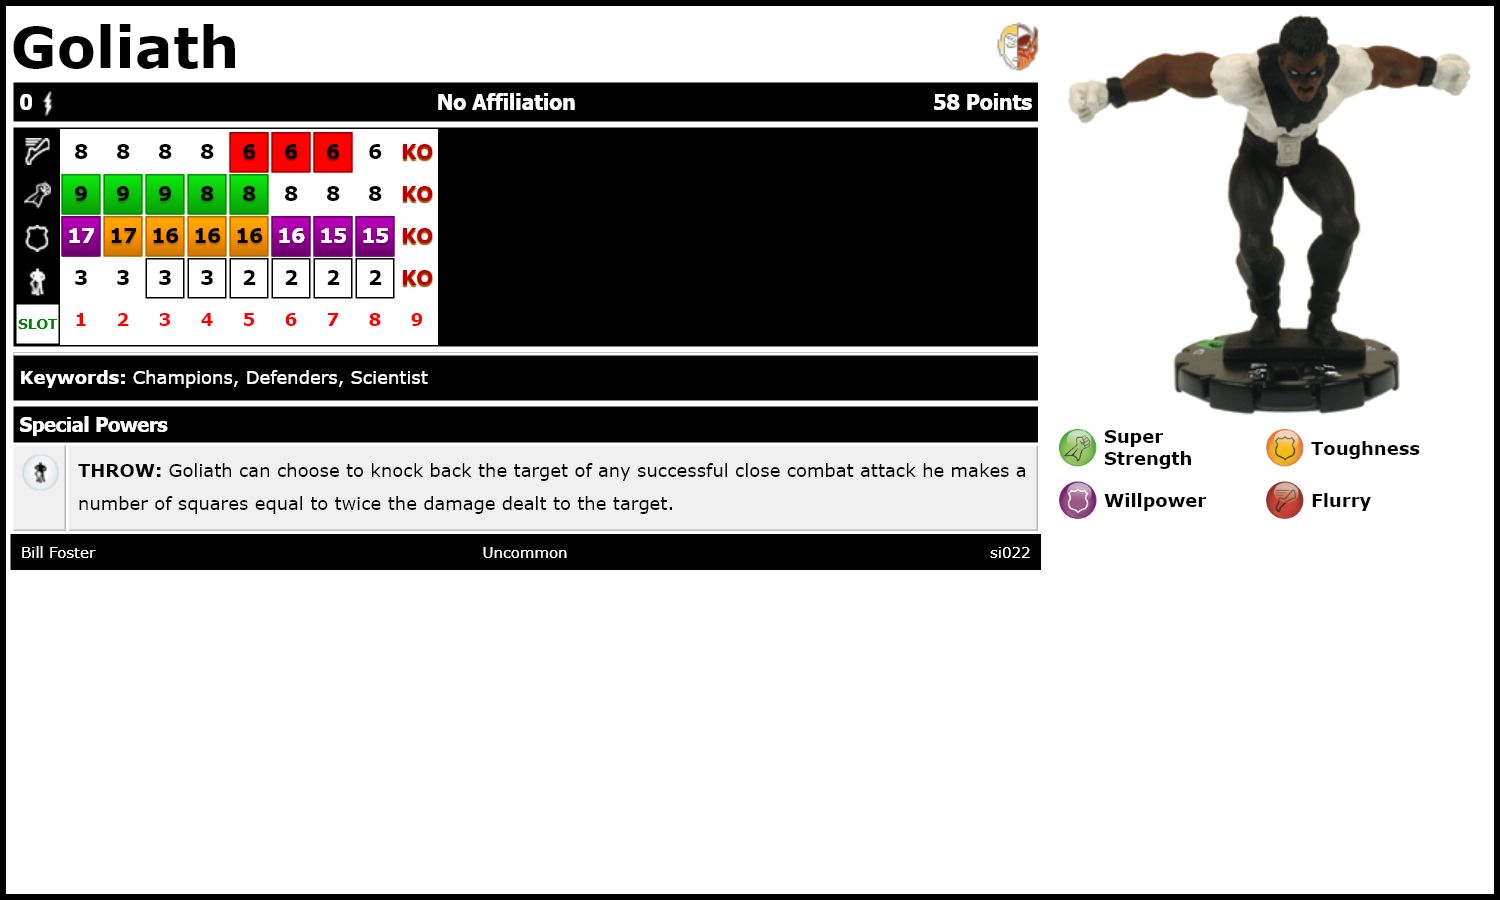 Goliath
0 No Affiliation 58 Points
8 8 8 8 6 6 6 6 KO
9 9 9 8 8 8 8 8 KO
17 17 16 16 16 16 15 15 KO
3 3 3 3 2 2 2 2 KO
SLOT 1 2 3 4 5 6 7 8 9
Keywords: Champions, Defenders, Scientist
Special Powers
THROW: Goliath can choose to knock back the target of any successful close combat attack he makes a
number of squares equal to twice the damage dealt to the target.
Bill Foster Uncommon si022
Super
Strength
Toughness
Willpower
Flurry